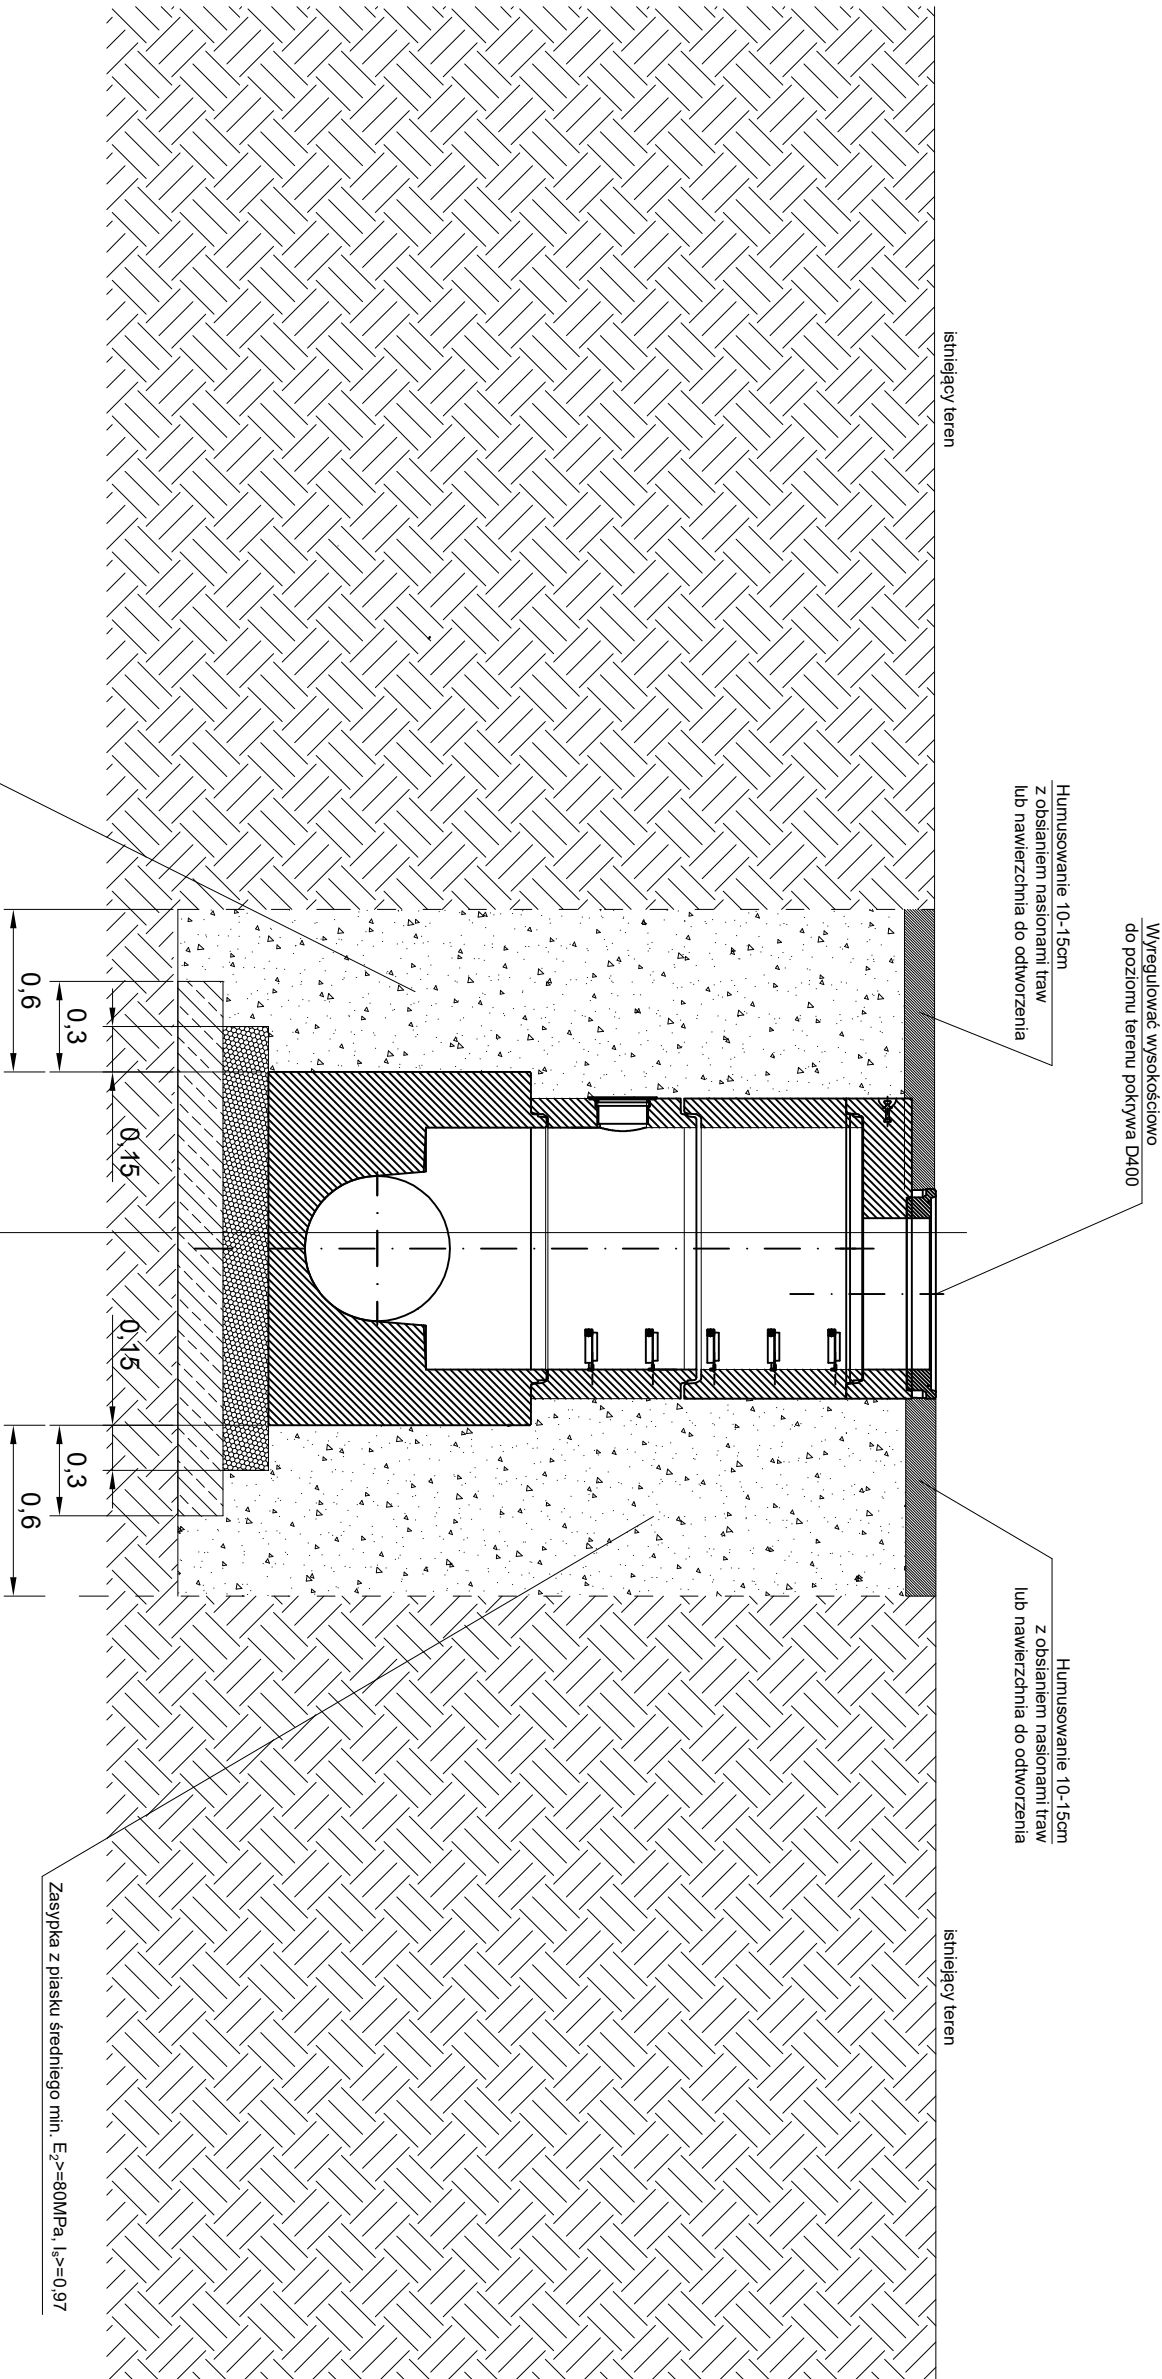 Wyregulować wysokościowo
do poziomu terenu pokrywa D400
Humusowanie 10-15cm
z obsianiem nasionami traw
lub nawierzchnia do odtworzenia
Humusowanie 10-15cm
z obsianiem nasionami traw
lub nawierzchnia do odtworzenia
istniejący teren
istniejący teren
0,15
0,15
0,3
0,3
0,6
0,6
Zasypka z piasku średniego min. E₂>=80MPa, Iₛ>=0,97